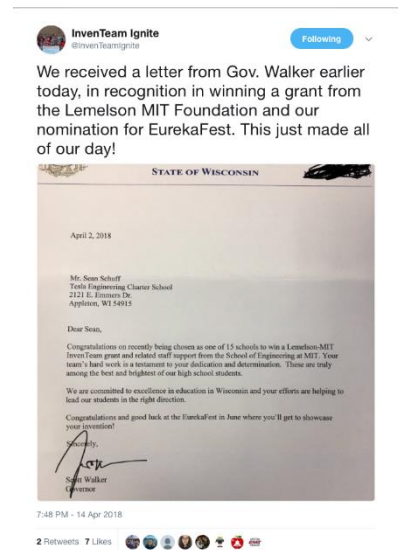 InvenTeam Ignite
@InvenTeamIgnite
Following
We received a letter from Gov. Walker earlier
today, in recognition in winning a grant from
the Lemelson MIT Foundation and our
nomination for EurekaFest. This just made all
of our day!
STATE OF WISCONSIN
April 2, 2018
Mr. Sean Schuff
Tesla Engineering Charter School
2121 E. Emmers Dr.
Appleton, WI 54915
Dear Sean,
Congratulations on recently being chosen as one of 15 schools to win a Lemelson-MIT
InvenTeam grant and related staff support from the School of Engineering at MIT. Your
team's hard work is a testament to your dedication and determination. These are truly
among the best and brightest of our high school students.
We are committed to excellence in education in Wisconsin and your efforts are helping to
lead our students in the right direction.
Congratulations and good luck at the EurekaFest in June where you'll get to showcase
your invention!
Sincerely,
Scott Walker
Governor
7:48 PM - 14 Apr 2018
2 Retweets 7 Likes